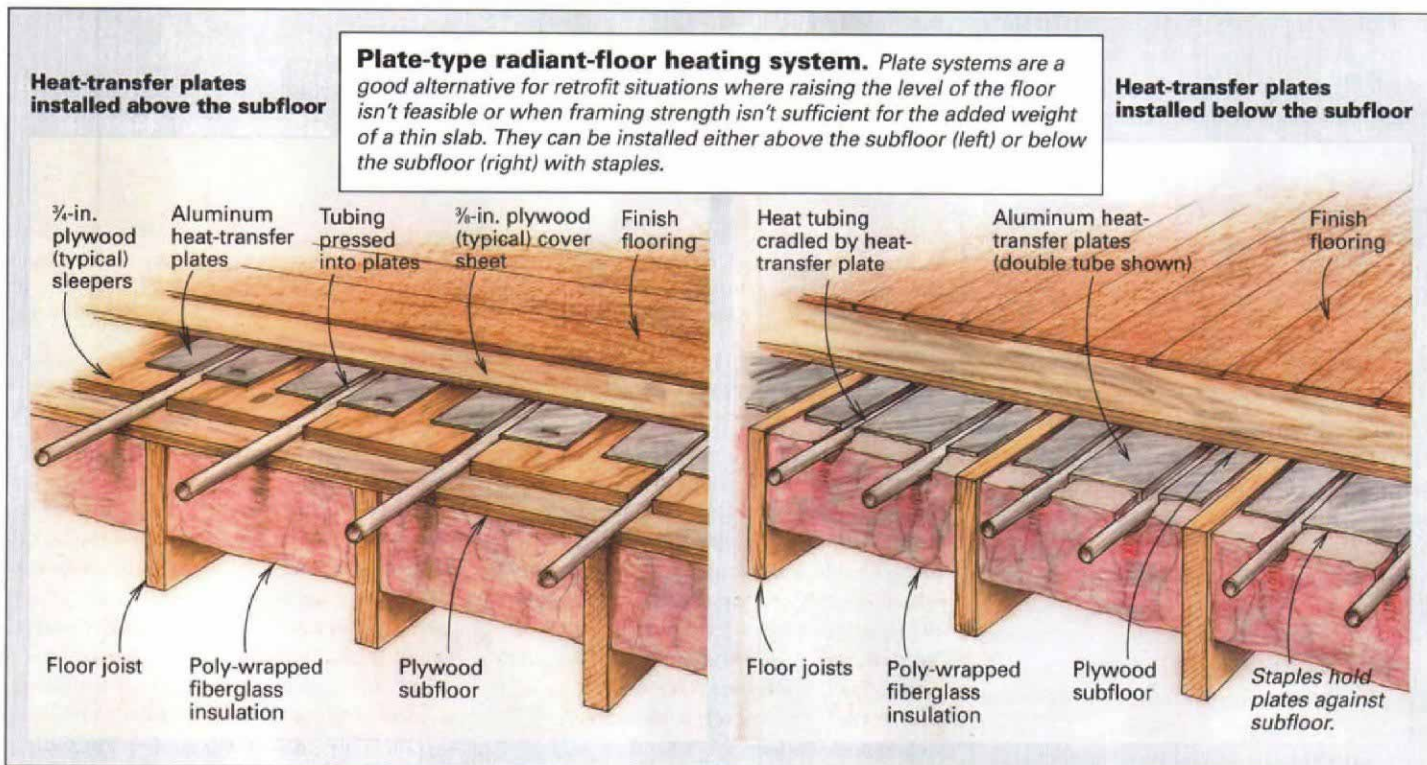 Heat-transfer plates
installed above the subfloor
Plate-type radiant-floor heating system. Plate systems are a
good alternative for retrofit situations where raising the level of the floor
isn't feasible or when framing strength isn't sufficient for the added weight
of a thin slab. They can be installed either above the subfloor (left) or below
the subfloor (right) with staples.
Heat-transfer plates
installed below the subfloor
¾-in.
plywood
(typical)
sleepers
Aluminum
heat-transfer
plates
Tubing
pressed
into plates
⅜-in. plywood
(typical) cover
sheet
Finish
flooring
Heat tubing
cradled by heat-
transfer plate
Aluminum heat-
transfer plates
(double tube shown)
Finish
flooring
Floor joist
Poly-wrapped
fiberglass
insulation
Plywood
subfloor
Floor joists
Poly-wrapped
fiberglass
insulation
Plywood
subfloor
Staples hold
plates against
subfloor.